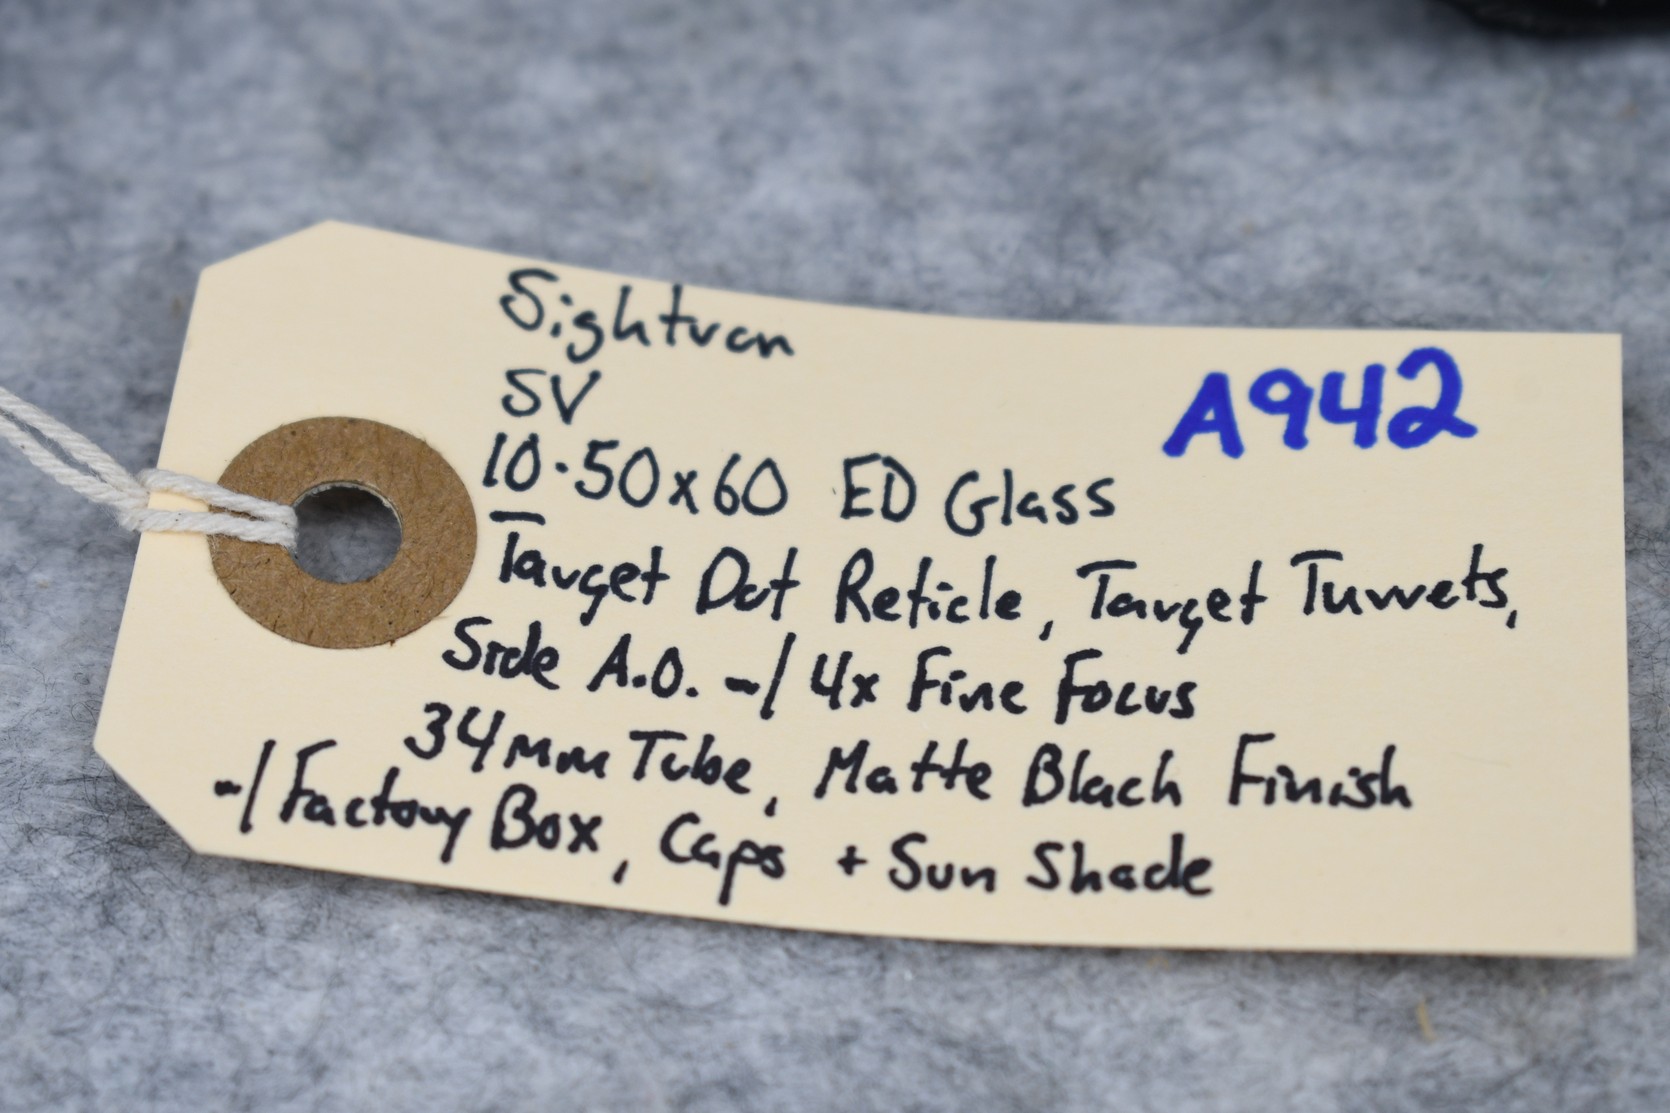 Sightron
SV
A942
10-50x60 ED Glass
Target Dot Reticle, Target Turrets,
Side A.O. w/ 4x Fine Focus
34mm Tube, Matte Black Finish
w/ Factory Box, Caps + Sun Shade